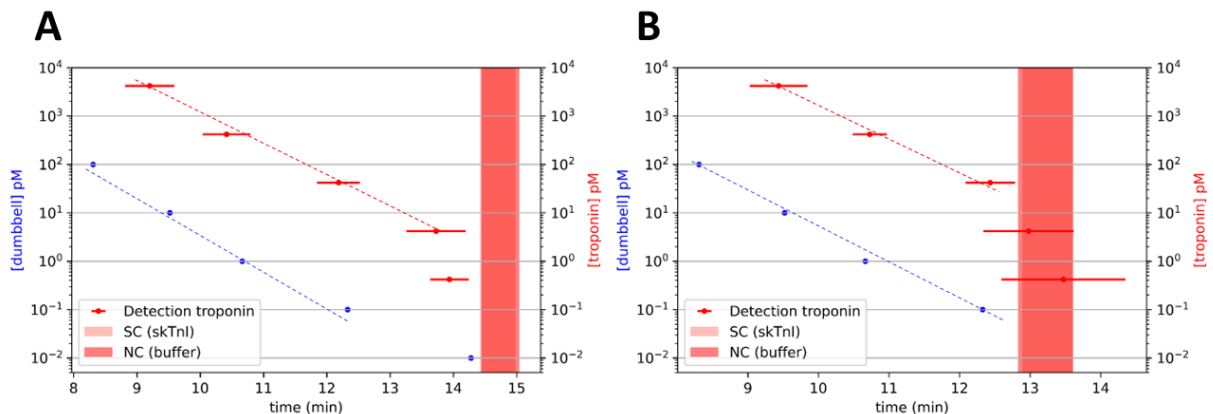 A
B
[dumbbell] pM
10⁴
10³
10²
10¹
10⁰
10⁻¹
10⁻²
Detection troponin
SC (skTnI)
NC (buffer)
8 9 10 11 12 13 14 15
time (min)
10⁴
10³
10²
10¹
10⁰
10⁻¹
10⁻²
[troponin] pM
[dumbbell] pM
10⁴
10³
10²
10¹
10⁰
10⁻¹
10⁻²
Detection troponin
SC (skTnI)
NC (buffer)
9 10 11 12 13 14
time (min)
10⁴
10³
10²
10¹
10⁰
10⁻¹
10⁻²
[troponin] pM